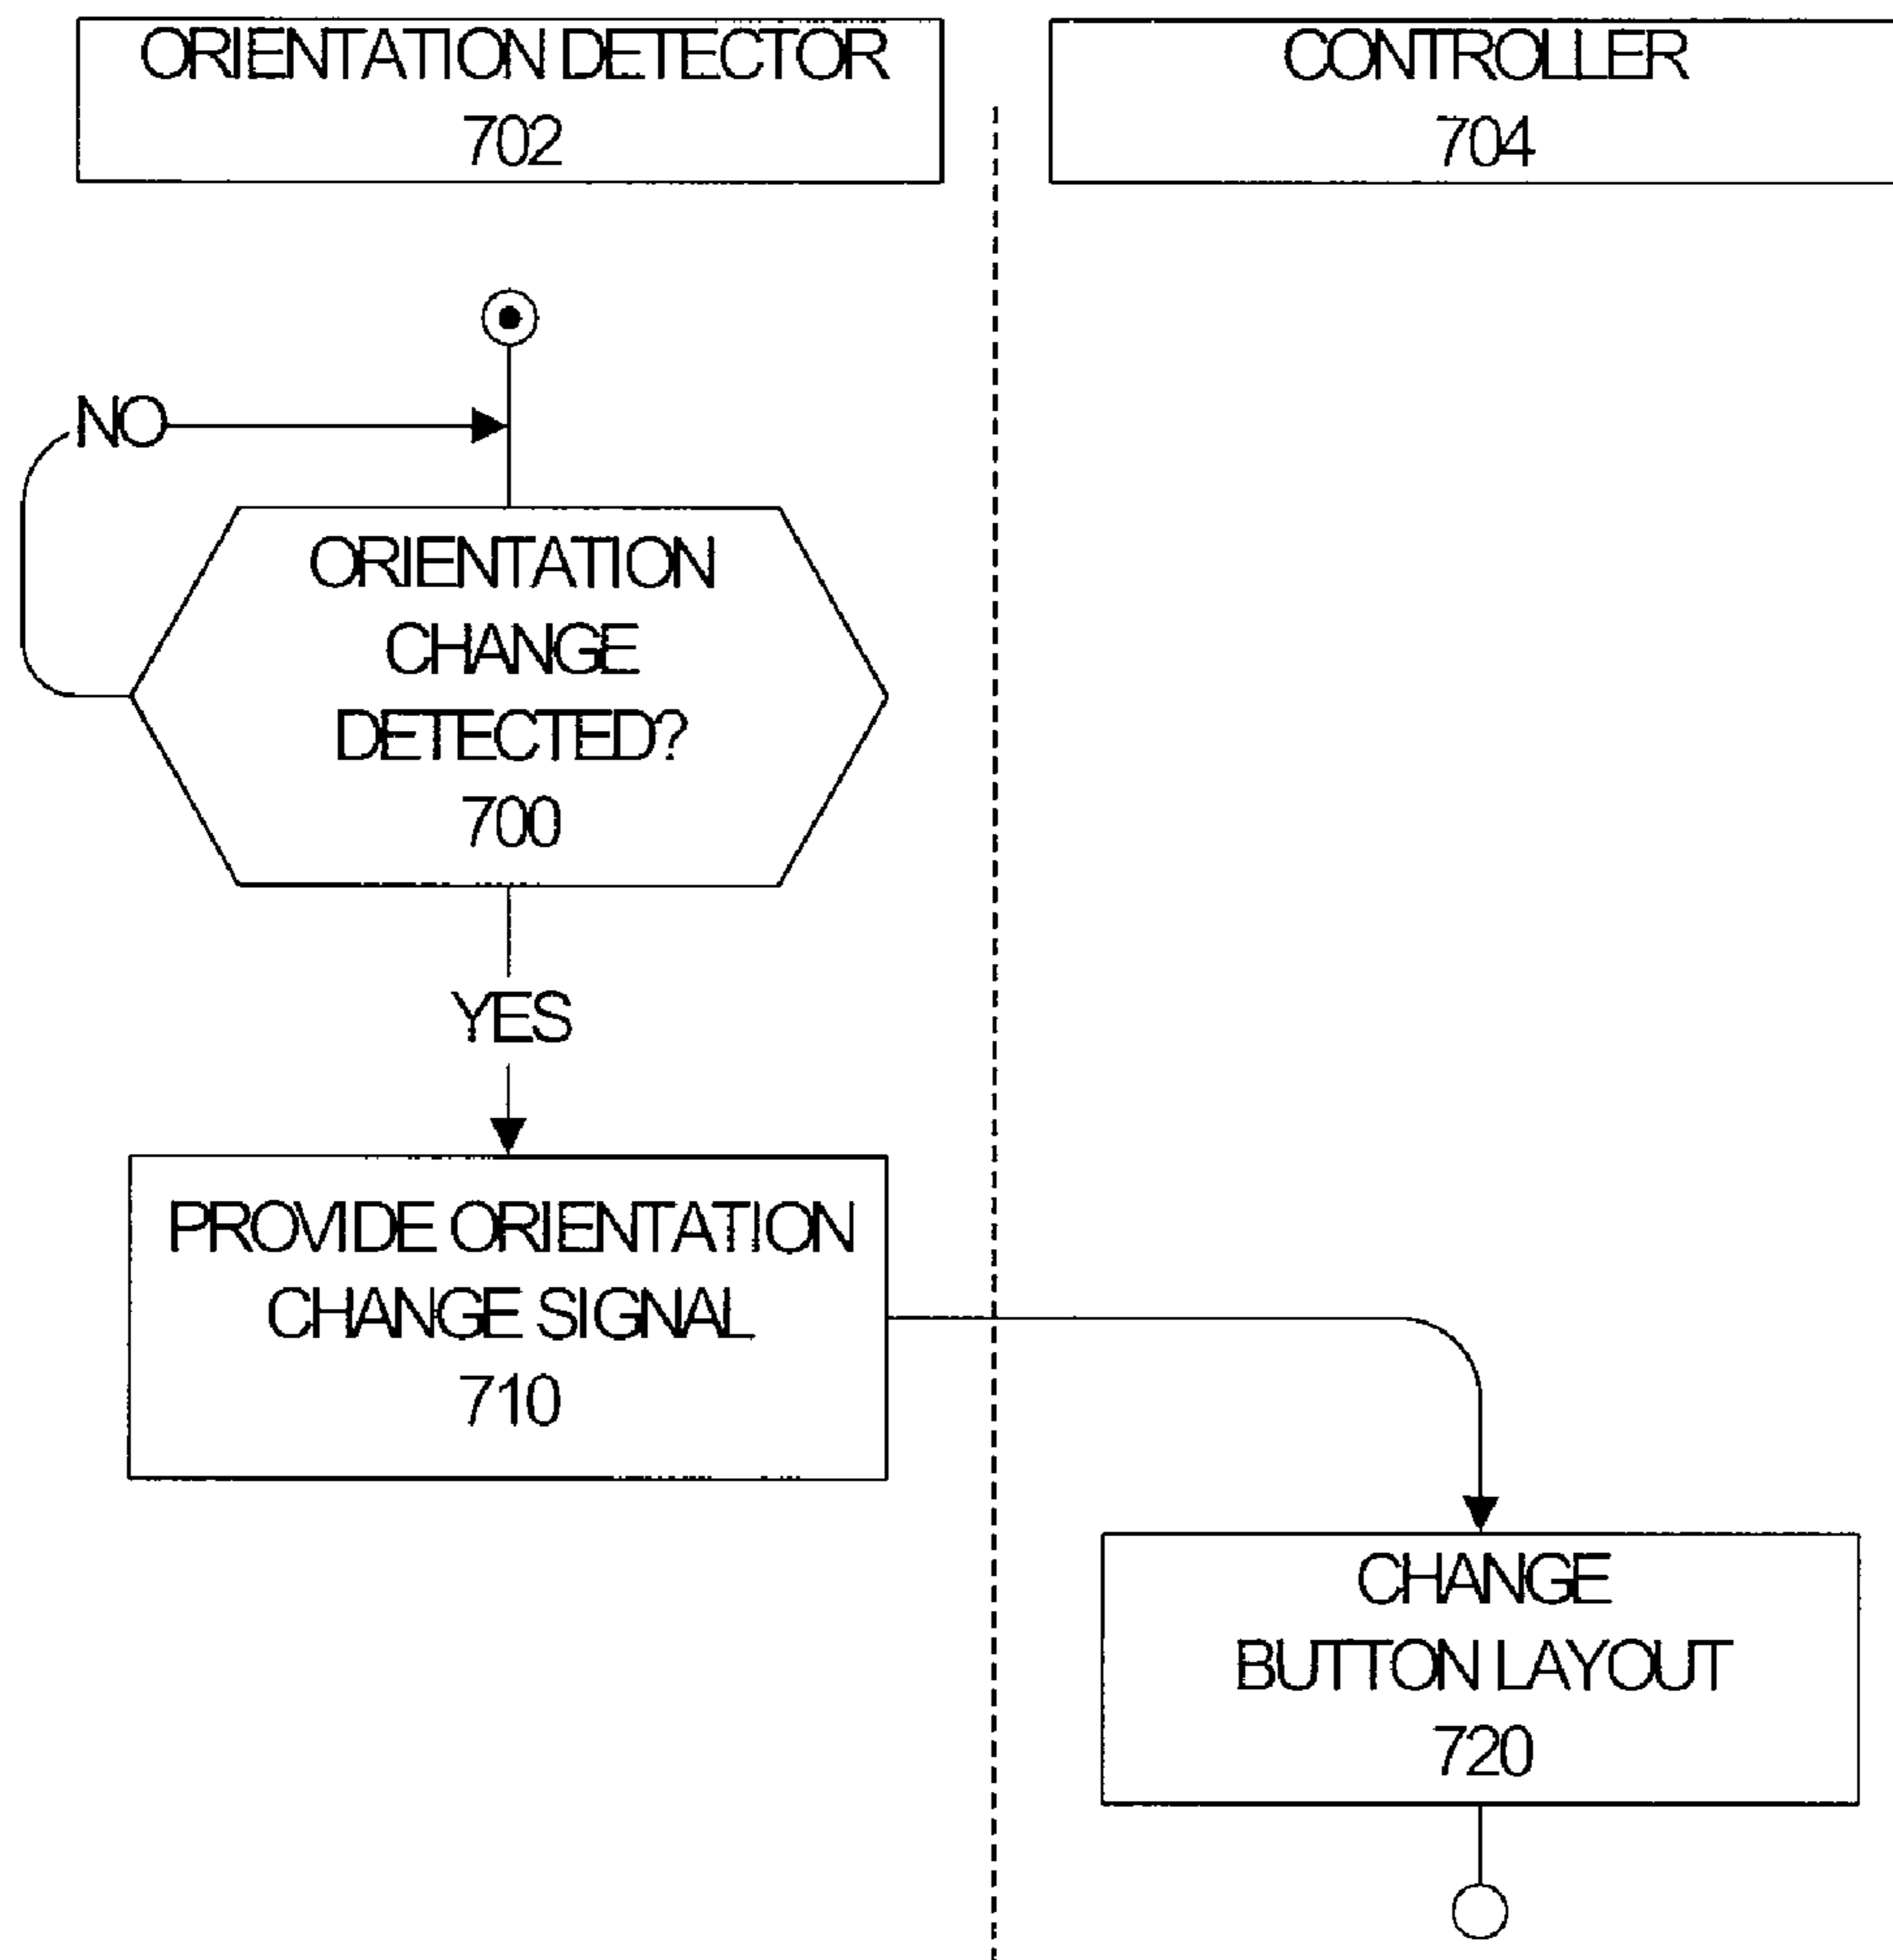 ORIENTATION DETECTOR
702
CONTROLLER
704
NO
ORIENTATION
CHANGE
DETECTED?
700
YES
PROVIDE ORIENTATION
CHANGE SIGNAL
710
CHANGE
BUTTON LAYOUT
720